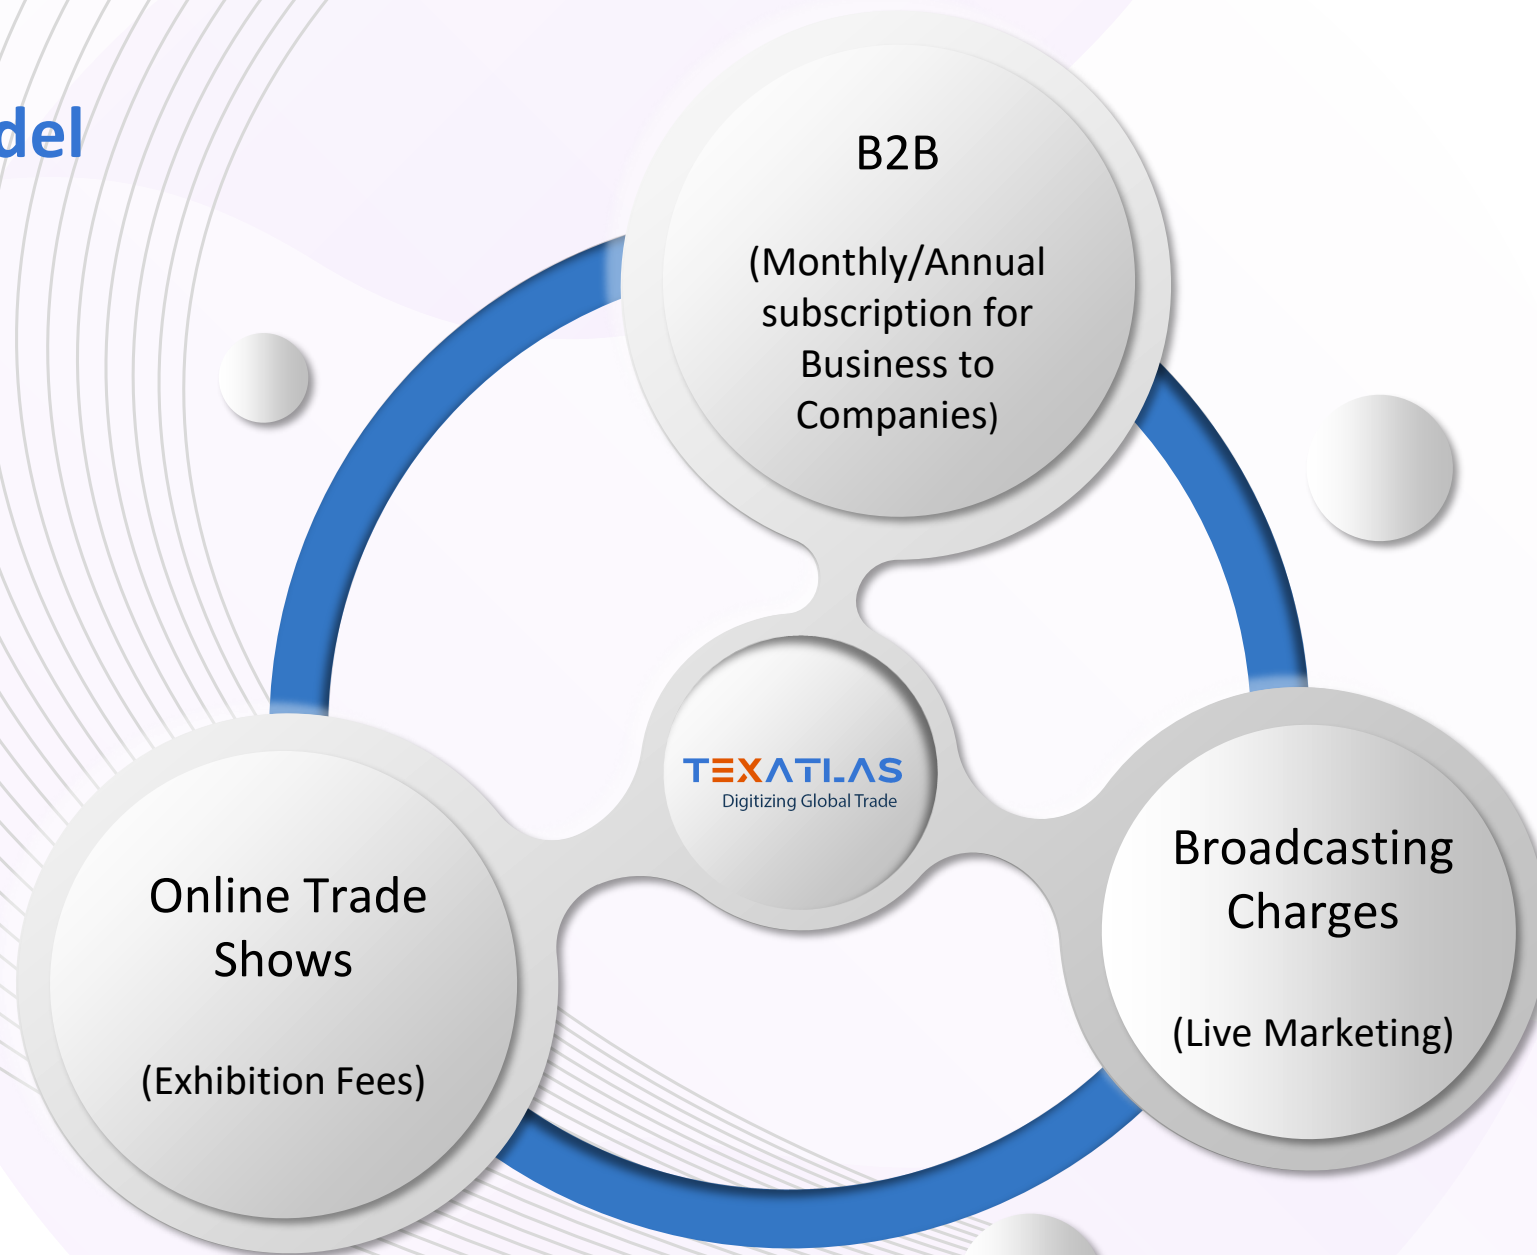 del
B2B
(Monthly/Annual
subscription for
Business to
Companies)
TEXATLAS
Digitizing Global Trade
Online Trade
Shows
(Exhibition Fees)
Broadcasting
Charges
(Live Marketing)